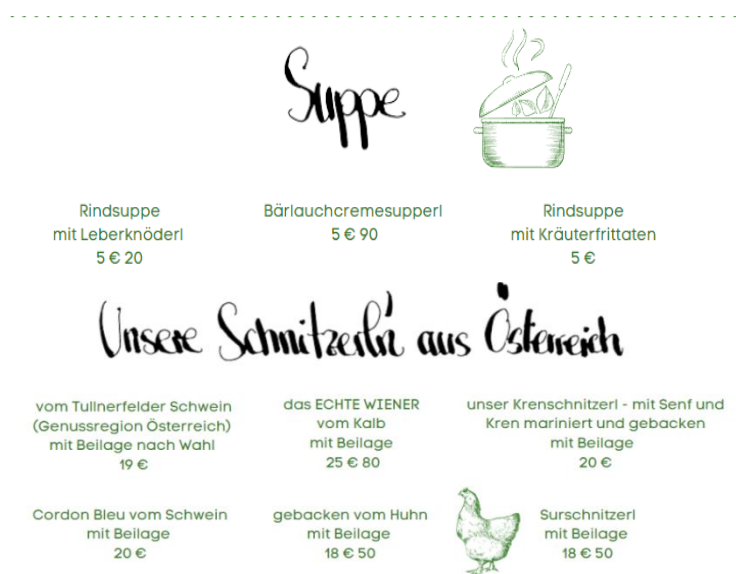 Suppe
Rindsuppe
mit Leberknöderl
5 € 20
Bärlauchcremesupperl
5 € 90
Rindsuppe
mit Kräuterfrittaten
5 €
Unsere Schnitzerln aus Österreich
vom Tullnerfelder Schwein
(Genussregion Österreich)
mit Beilage nach Wahl
19 €
das ECHTE WIENER
vom Kalb
mit Beilage
25 € 80
unser Krenschnitzerl - mit Senf und
Kren mariniert und gebacken
mit Beilage
20 €
Cordon Bleu vom Schwein
mit Beilage
20 €
gebacken vom Huhn
mit Beilage
18 € 50
Surschnitzerl
mit Beilage
18 € 50